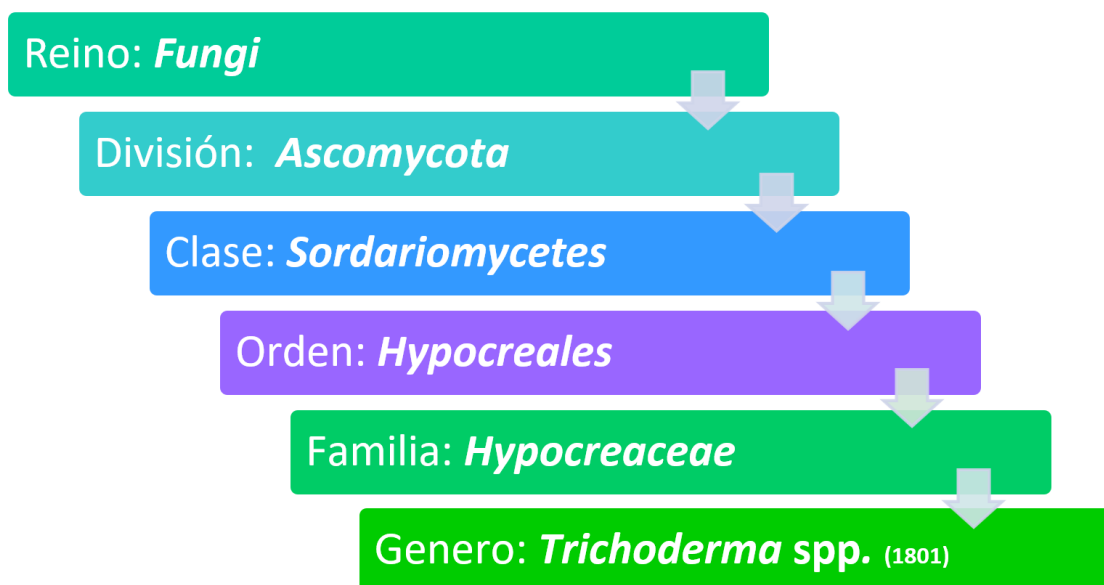 Reino: Fungi
División: Ascomycota
Clase: Sordariomycetes
Orden: Hypocreales
Familia: Hypocreaceae
Genero: Trichoderma spp. (1801)